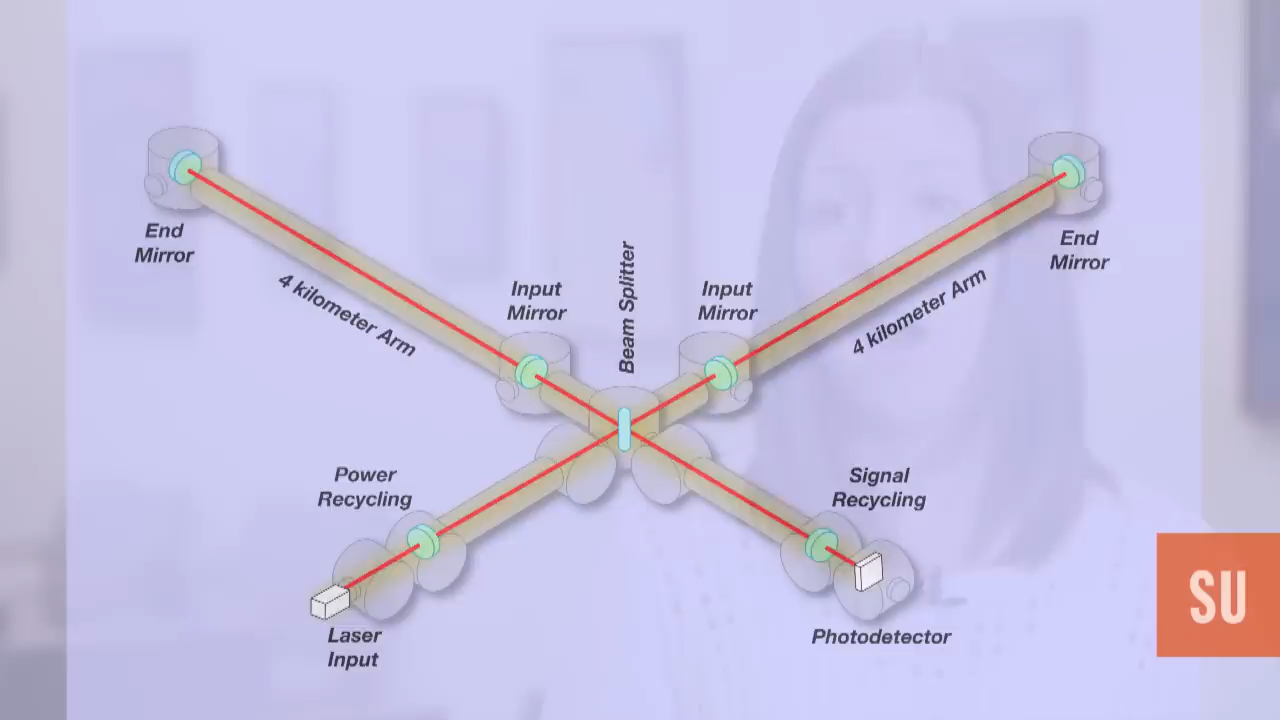 End
Mirror
4 kilometer Arm
Input
Mirror
Beam Splitter
Input
Mirror
End
Mirror
4 kilometer Arm
Power
Recycling
Signal
Recycling
Laser
Input
Photodetector
SU